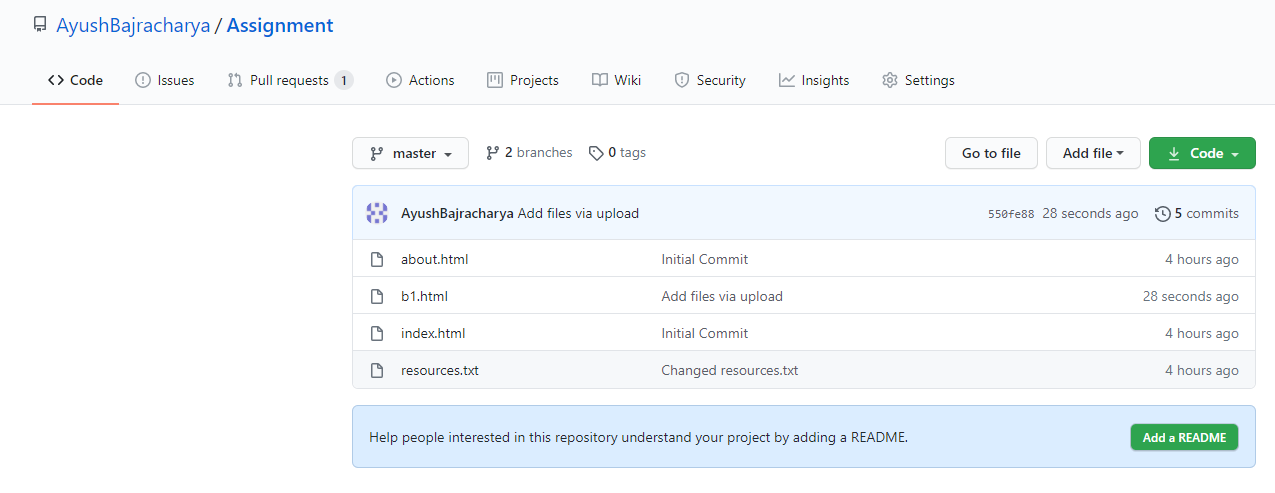 AyushBajracharya / Assignment
Code Issues Pull requests 1 Actions Projects Wiki Security Insights Settings
master 2 branches 0 tags Go to file Add file Code
AyushBajracharya Add files via upload 550fe88 28 seconds ago 5 commits
about.html Initial Commit 4 hours ago
b1.html Add files via upload 28 seconds ago
index.html Initial Commit 4 hours ago
resources.txt Changed resources.txt 4 hours ago
Help people interested in this repository understand your project by adding a README. Add a README